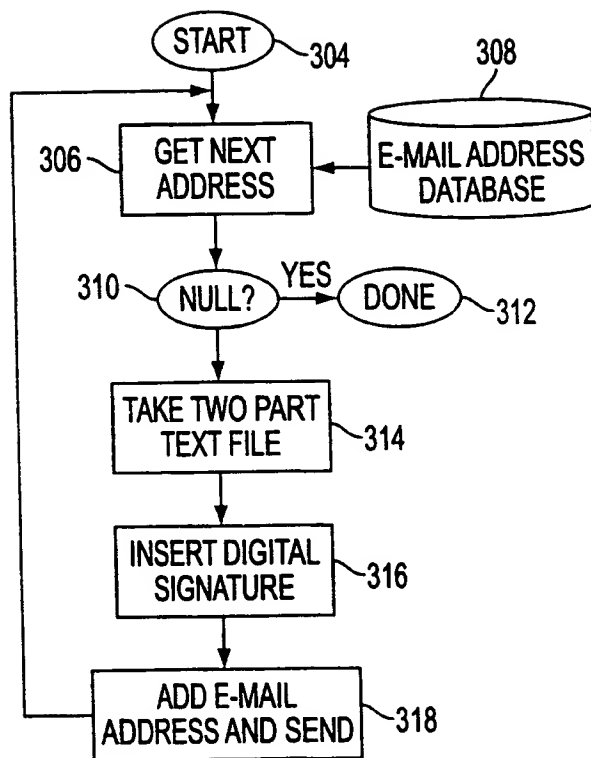 START
304
308
306
GET NEXT
ADDRESS
E-MAIL ADDRESS
DATABASE
310
NULL?
YES
DONE
312
TAKE TWO PART
TEXT FILE
314
INSERT DIGITAL
SIGNATURE
316
ADD E-MAIL
ADDRESS AND SEND
318